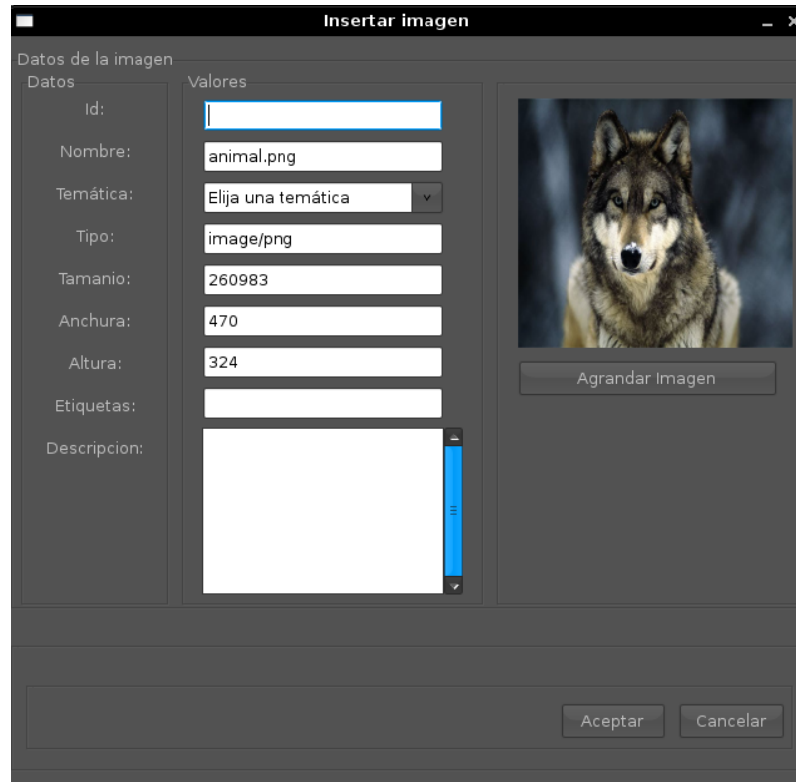 Insertar imagen
Datos de la imagen
Datos
Valores
Id:
Nombre: animal.png
Temática: Elija una temática
Tipo: image/png
Tamanio: 260983
Anchura: 470
Altura: 324
Etiquetas:
Descripcion:
Agrandar Imagen
Aceptar Cancelar